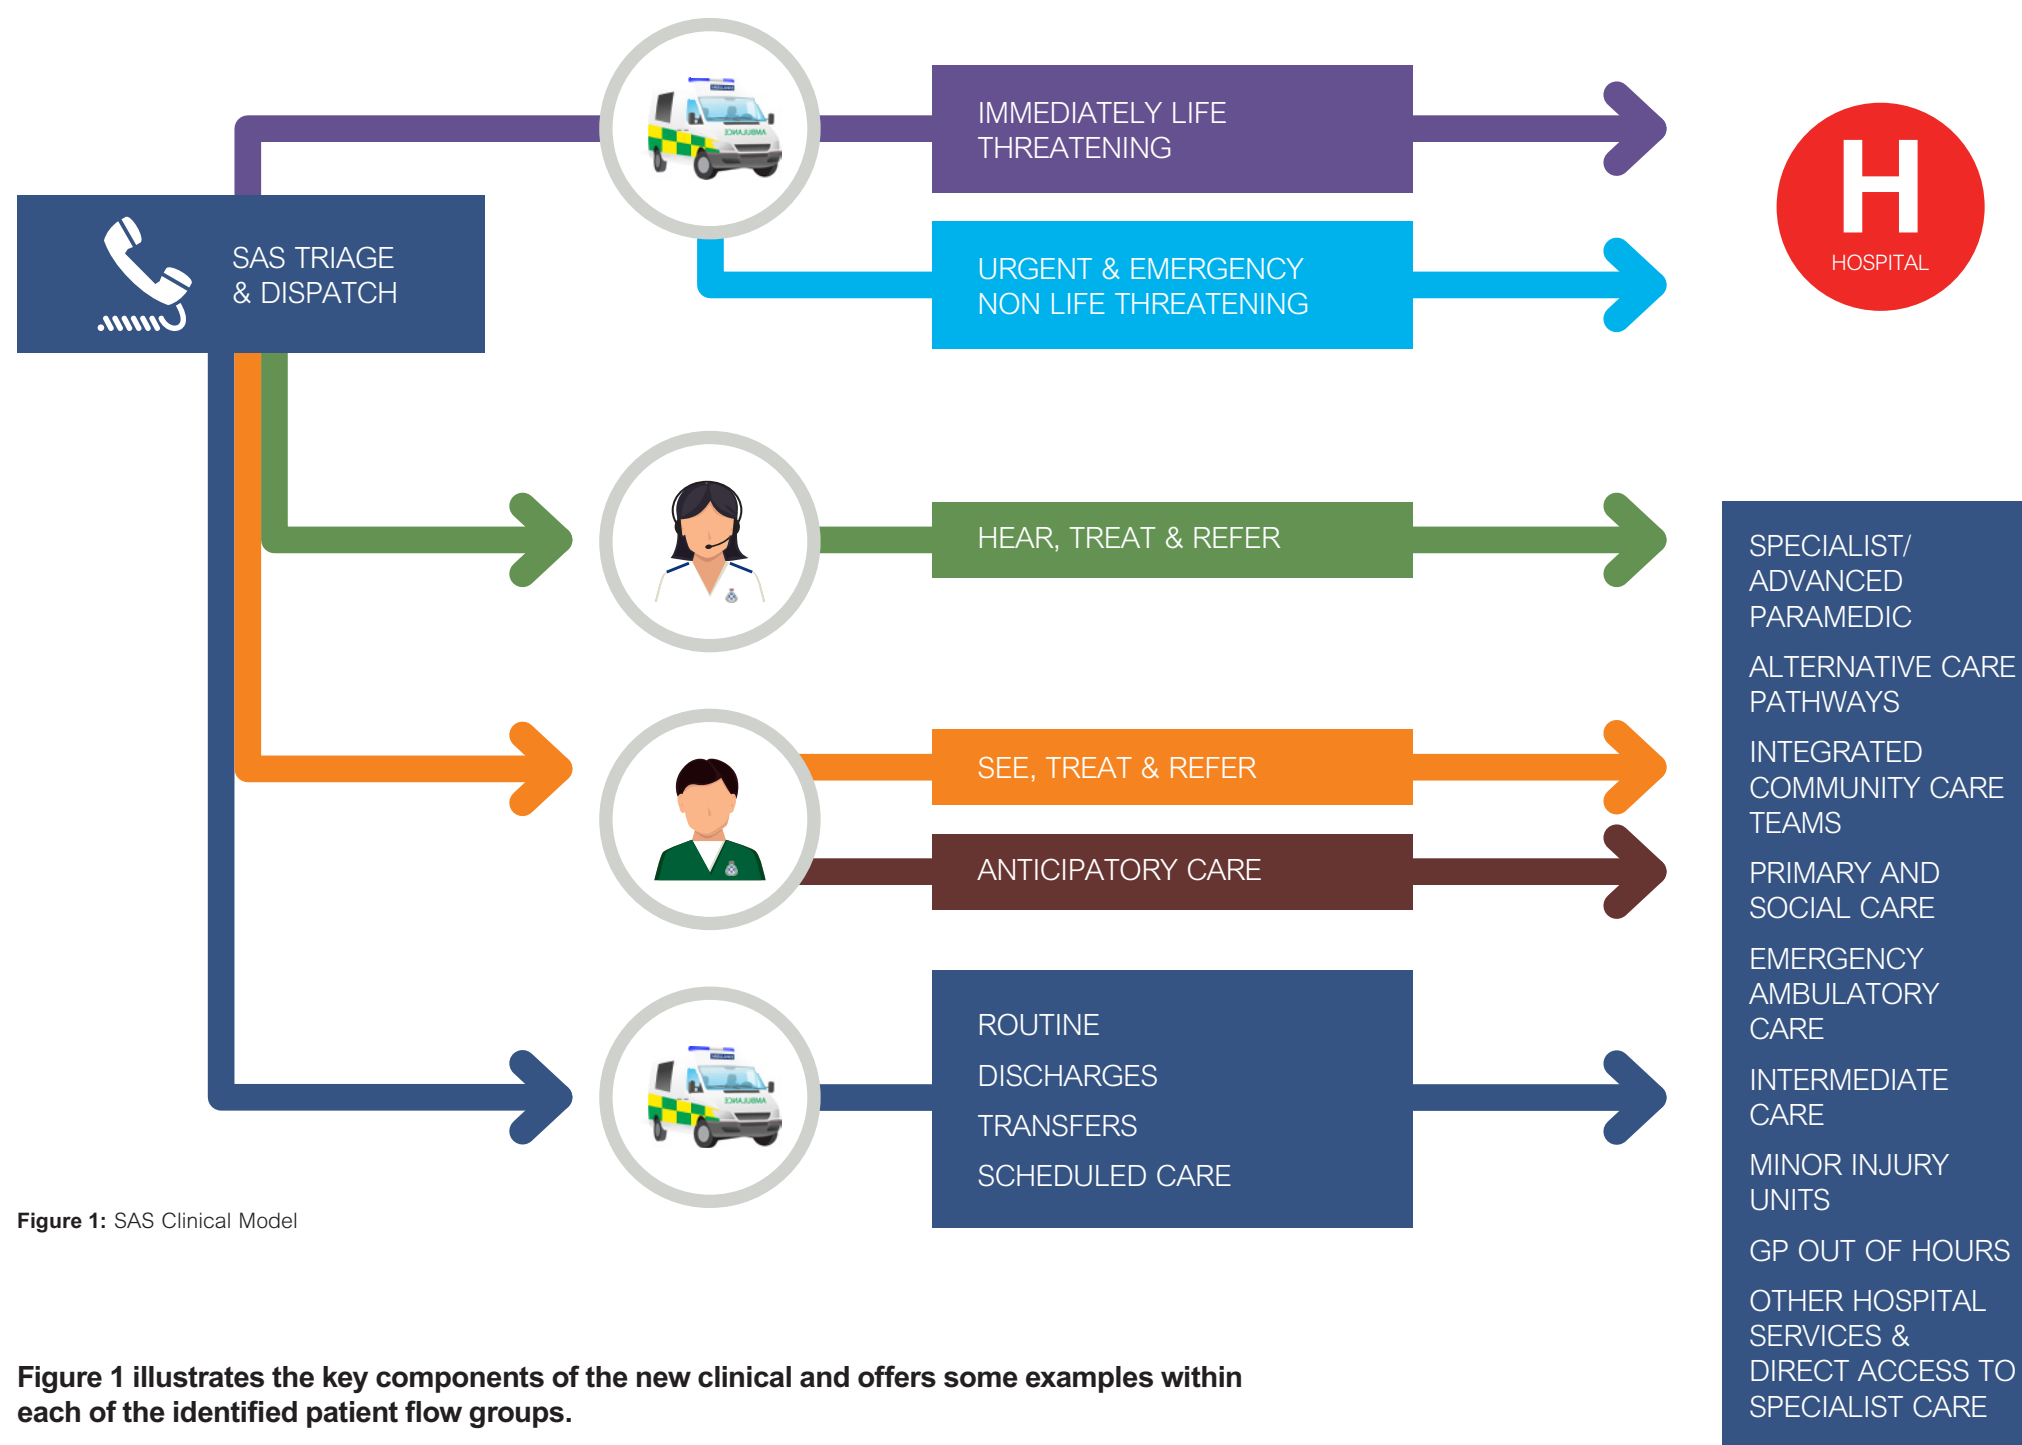 IMMEDIATELY LIFE
THREATENING
SAS TRIAGE
& DISPATCH
URGENT & EMERGENCY
NON LIFE THREATENING
H
HOSPITAL
HEAR, TREAT & REFER
SEE, TREAT & REFER
ANTICIPATORY CARE
ROUTINE
DISCHARGES
TRANSFERS
SCHEDULED CARE
SPECIALIST/
ADVANCED
PARAMEDIC
ALTERNATIVE CARE
PATHWAYS
INTEGRATED
COMMUNITY CARE
TEAMS
PRIMARY AND
SOCIAL CARE
EMERGENCY
AMBULATORY
CARE
INTERMEDIATE
CARE
MINOR INJURY
UNITS
GP OUT OF HOURS
OTHER HOSPITAL
SERVICES &
DIRECT ACCESS TO
SPECIALIST CARE
Figure 1: SAS Clinical Model
Figure 1 illustrates the key components of the new clinical and offers some examples within
each of the identified patient flow groups.
AMBULANCE
AMBULANCE